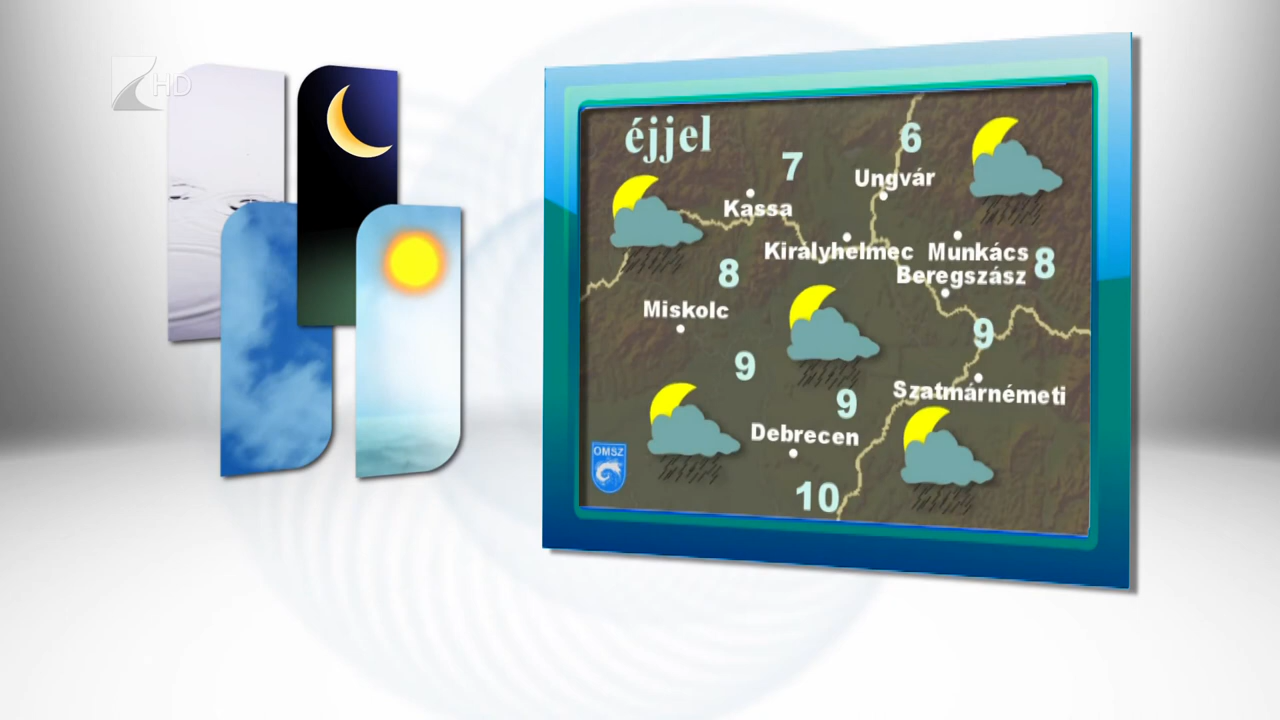 HD
éjjel
6
7
Ungvár
Kassa
Királyhelmec
Munkács
8
Beregszász
8
Miskolc
9
9
Szatmárnémeti
9
Debrecen
OMSZ
10